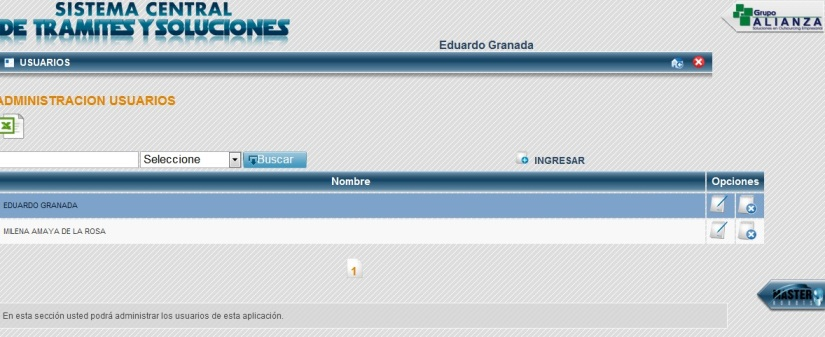 SISTEMA CENTRAL
DE TRAMITES Y SOLUCIONES
Grupo
ALIANZA
Eduardo Granada
USUARIOS
ADMINISTRACION USUARIOS
Seleccione
Buscar
INGRESAR
Nombre
Opciones
EDUARDO GRANADA
MILENA AMAYA DE LA ROSA
1
MASTER
En esta sección usted podrá administrar los usuarios de esta aplicación.